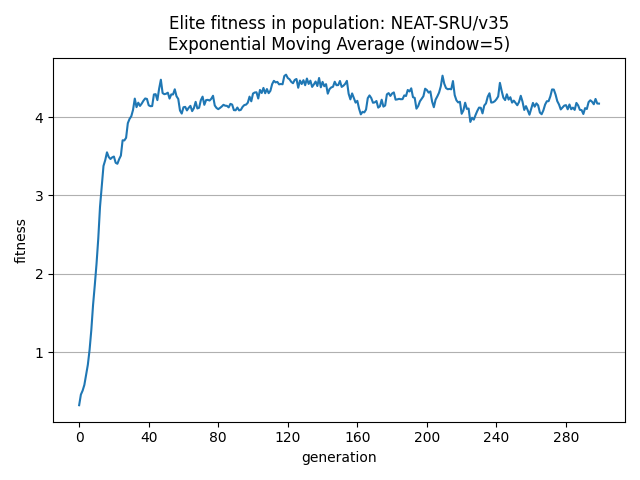 Elite fitness in population: NEAT-SRU/v35
Exponential Moving Average (window=5)
fitness
4
3
2
1
0 40 80 120 160 200 240 280
generation